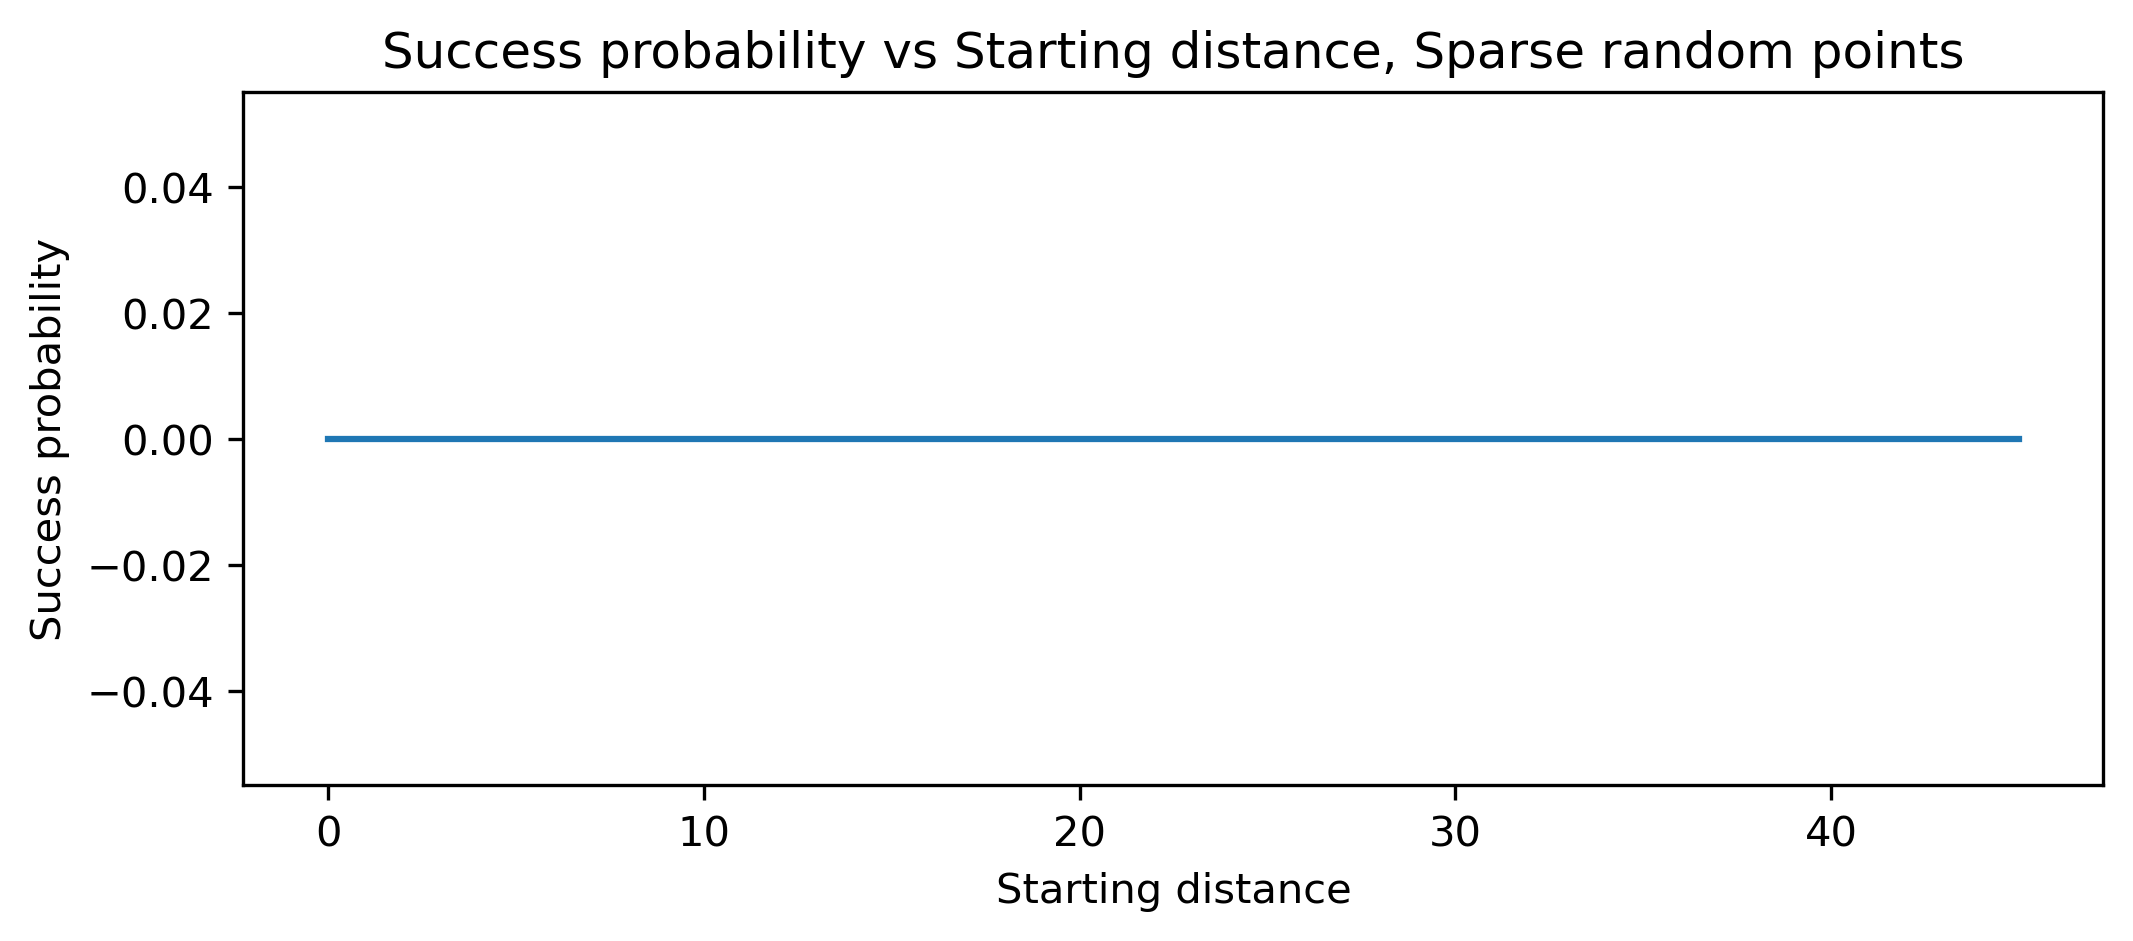 Success probability vs Starting distance, Sparse random points
Success probability
0.04
0.02
0.00
−0.02
−0.04
0 10 20 30 40
Starting distance